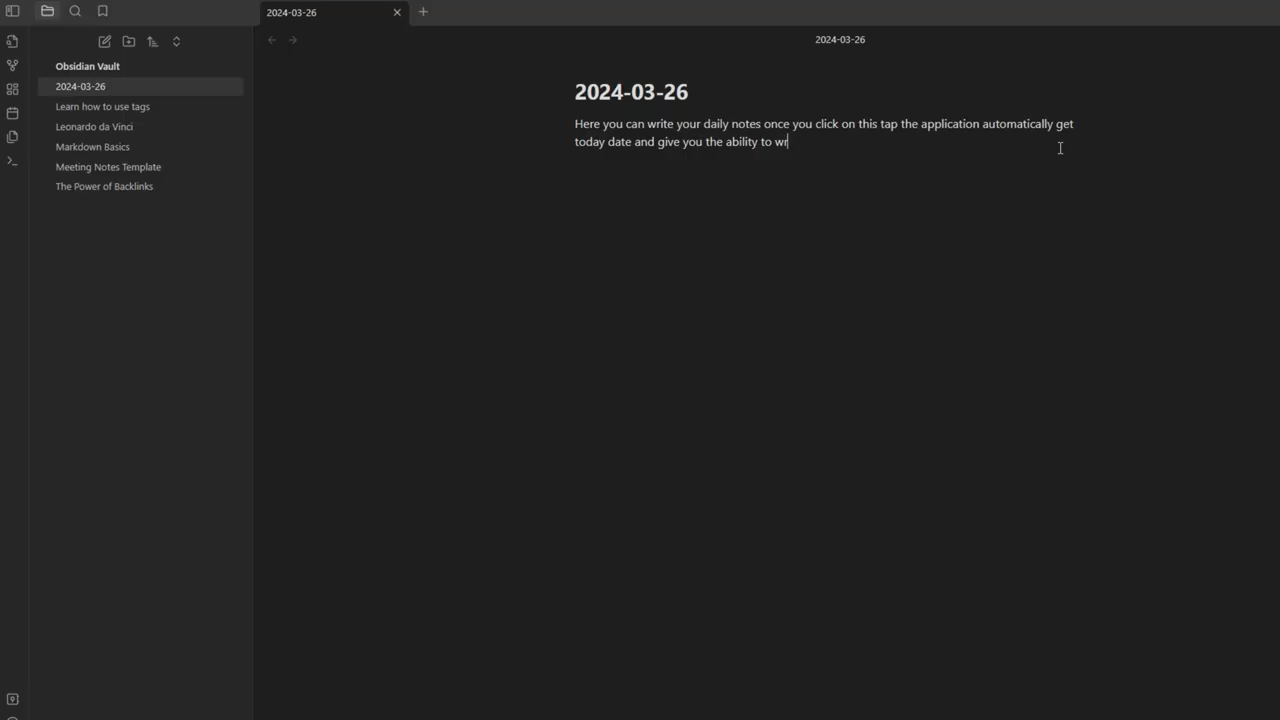 2024-03-26
2024-03-26
Obsidian Vault
2024-03-26
Learn how to use tags
Leonardo da Vinci
Markdown Basics
Meeting Notes Template
The Power of Backlinks
2024-03-26
Here you can write your daily notes once you click on this tap the application automatically get
today date and give you the ability to wr